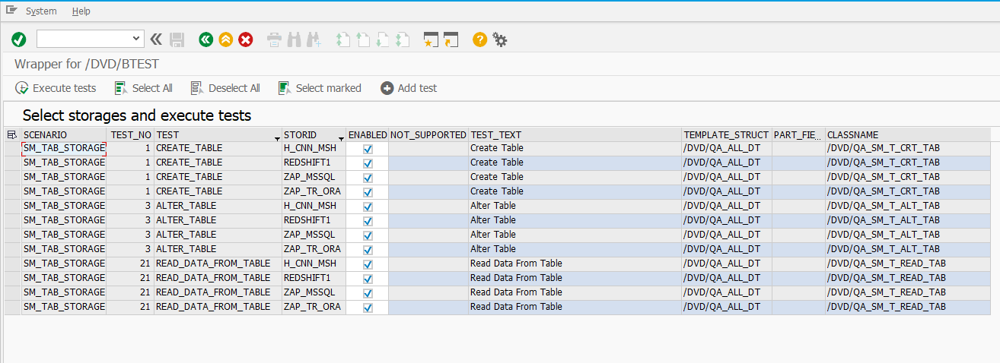 System Help
Wrapper for /DVD/BTEST
Execute tests Select All Deselect All Select marked Add test
Select storages and execute tests
SCENARIO TEST_NO TEST STORID ENABLED NOT_SUPPORTED TEST_TEXT TEMPLATE_STRUCT PART_FIE... CLASSNAME
SM_TAB_STORAGE 1 CREATE_TABLE H_CNN_MSH Create Table /DVD/QA_ALL_DT /DVD/QA_SM_T_CRT_TAB
SM_TAB_STORAGE 1 CREATE_TABLE REDSHIFT1 Create Table /DVD/QA_ALL_DT /DVD/QA_SM_T_CRT_TAB
SM_TAB_STORAGE 1 CREATE_TABLE ZAP_MSSQL Create Table /DVD/QA_ALL_DT /DVD/QA_SM_T_CRT_TAB
SM_TAB_STORAGE 1 CREATE_TABLE ZAP_TR_ORA Create Table /DVD/QA_ALL_DT /DVD/QA_SM_T_CRT_TAB
SM_TAB_STORAGE 3 ALTER_TABLE H_CNN_MSH Alter Table /DVD/QA_ALL_DT /DVD/QA_SM_T_ALT_TAB
SM_TAB_STORAGE 3 ALTER_TABLE REDSHIFT1 Alter Table /DVD/QA_ALL_DT /DVD/QA_SM_T_ALT_TAB
SM_TAB_STORAGE 3 ALTER_TABLE ZAP_MSSQL Alter Table /DVD/QA_ALL_DT /DVD/QA_SM_T_ALT_TAB
SM_TAB_STORAGE 3 ALTER_TABLE ZAP_TR_ORA Alter Table /DVD/QA_ALL_DT /DVD/QA_SM_T_ALT_TAB
SM_TAB_STORAGE 21 READ_DATA_FROM_TABLE H_CNN_MSH Read Data From Table /DVD/QA_ALL_DT /DVD/QA_SM_T_READ_TAB
SM_TAB_STORAGE 21 READ_DATA_FROM_TABLE REDSHIFT1 Read Data From Table /DVD/QA_ALL_DT /DVD/QA_SM_T_READ_TAB
SM_TAB_STORAGE 21 READ_DATA_FROM_TABLE ZAP_MSSQL Read Data From Table /DVD/QA_ALL_DT /DVD/QA_SM_T_READ_TAB
SM_TAB_STORAGE 21 READ_DATA_FROM_TABLE ZAP_TR_ORA Read Data From Table /DVD/QA_ALL_DT /DVD/QA_SM_T_READ_TAB